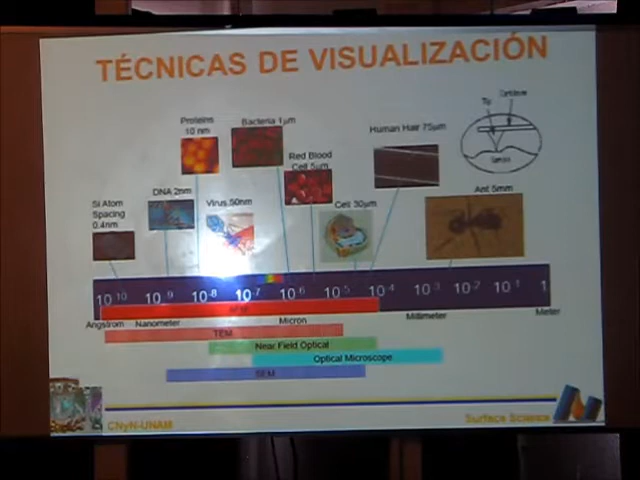 TÉCNICAS DE VISUALIZACIÓN
Proteins
10 nm
Bacteria 1μm
Human Hair 75μm
Tip
Cantilever
Sample
Red Blood
Cell 5μm
Si Atom
Spacing
0.4nm
DNA 2nm
Virus 50nm
Cell 30μm
Ant 5mm
10-10 10-9 10-8 10-7 10-6 10-5 10-4 10-3 10-2 10-1 1
Angstrom Nanometer Micron Millimeter Meter
TEM
Near Field Optical
Optical Microscope
SEM
CNyN-UNAM
Surface Science